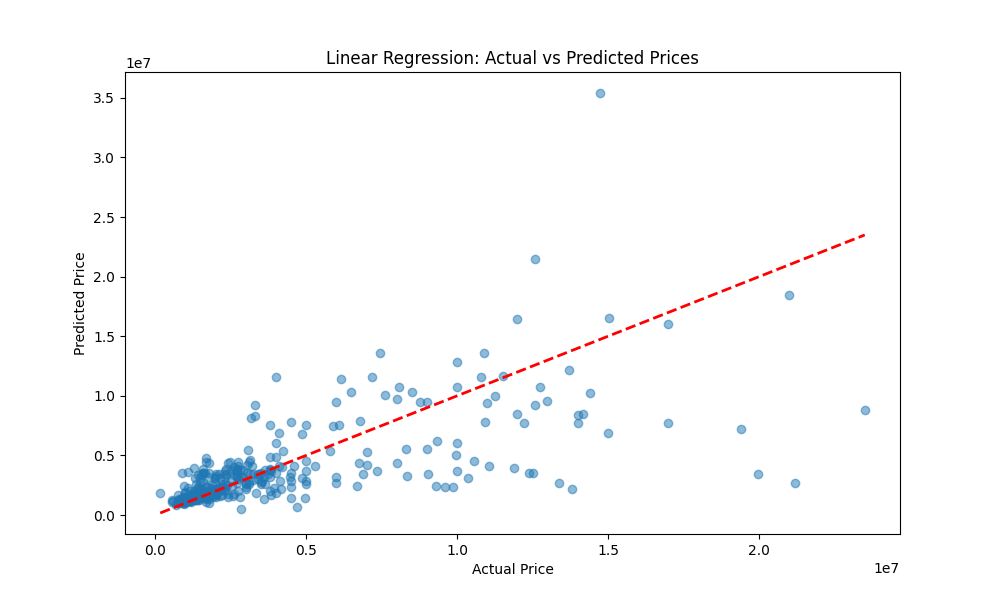 Linear Regression: Actual vs Predicted Prices
1e7
3.5
3.0
2.5
2.0
1.5
1.0
0.5
0.0
Predicted Price
0.0 0.5 1.0 1.5 2.0
1e7
Actual Price